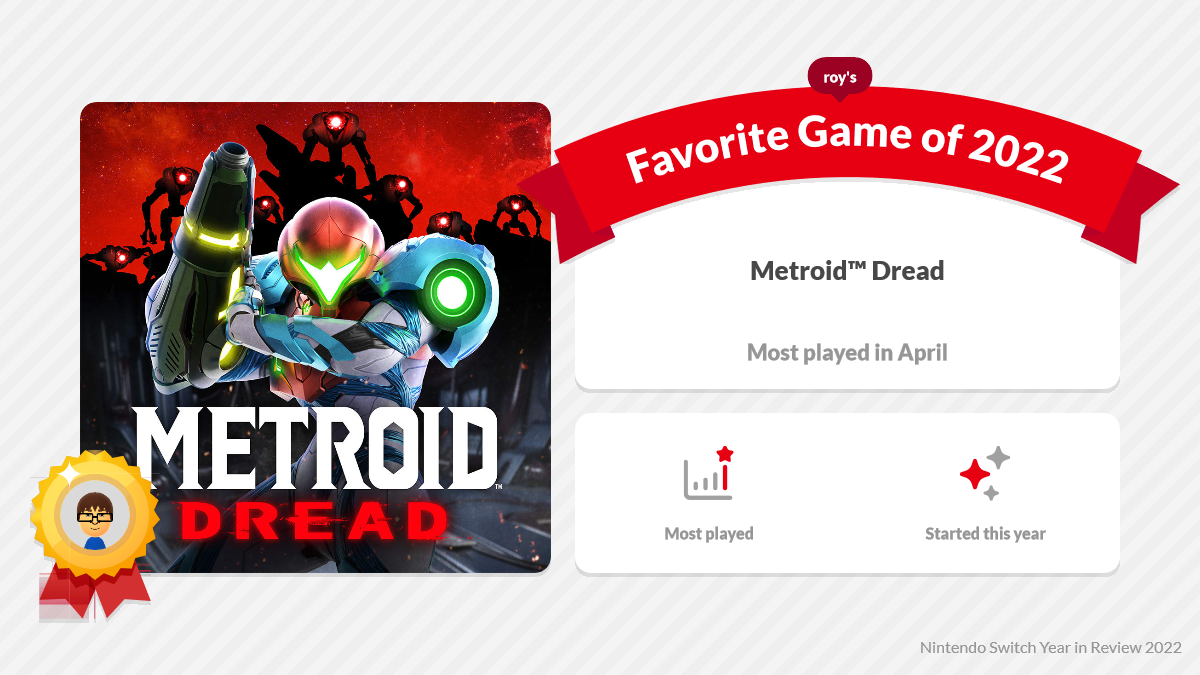 roy's
Favorite Game of 2022
Metroid™ Dread
Most played in April
METROID™
DREAD
Most played
Started this year
Nintendo Switch Year in Review 2022